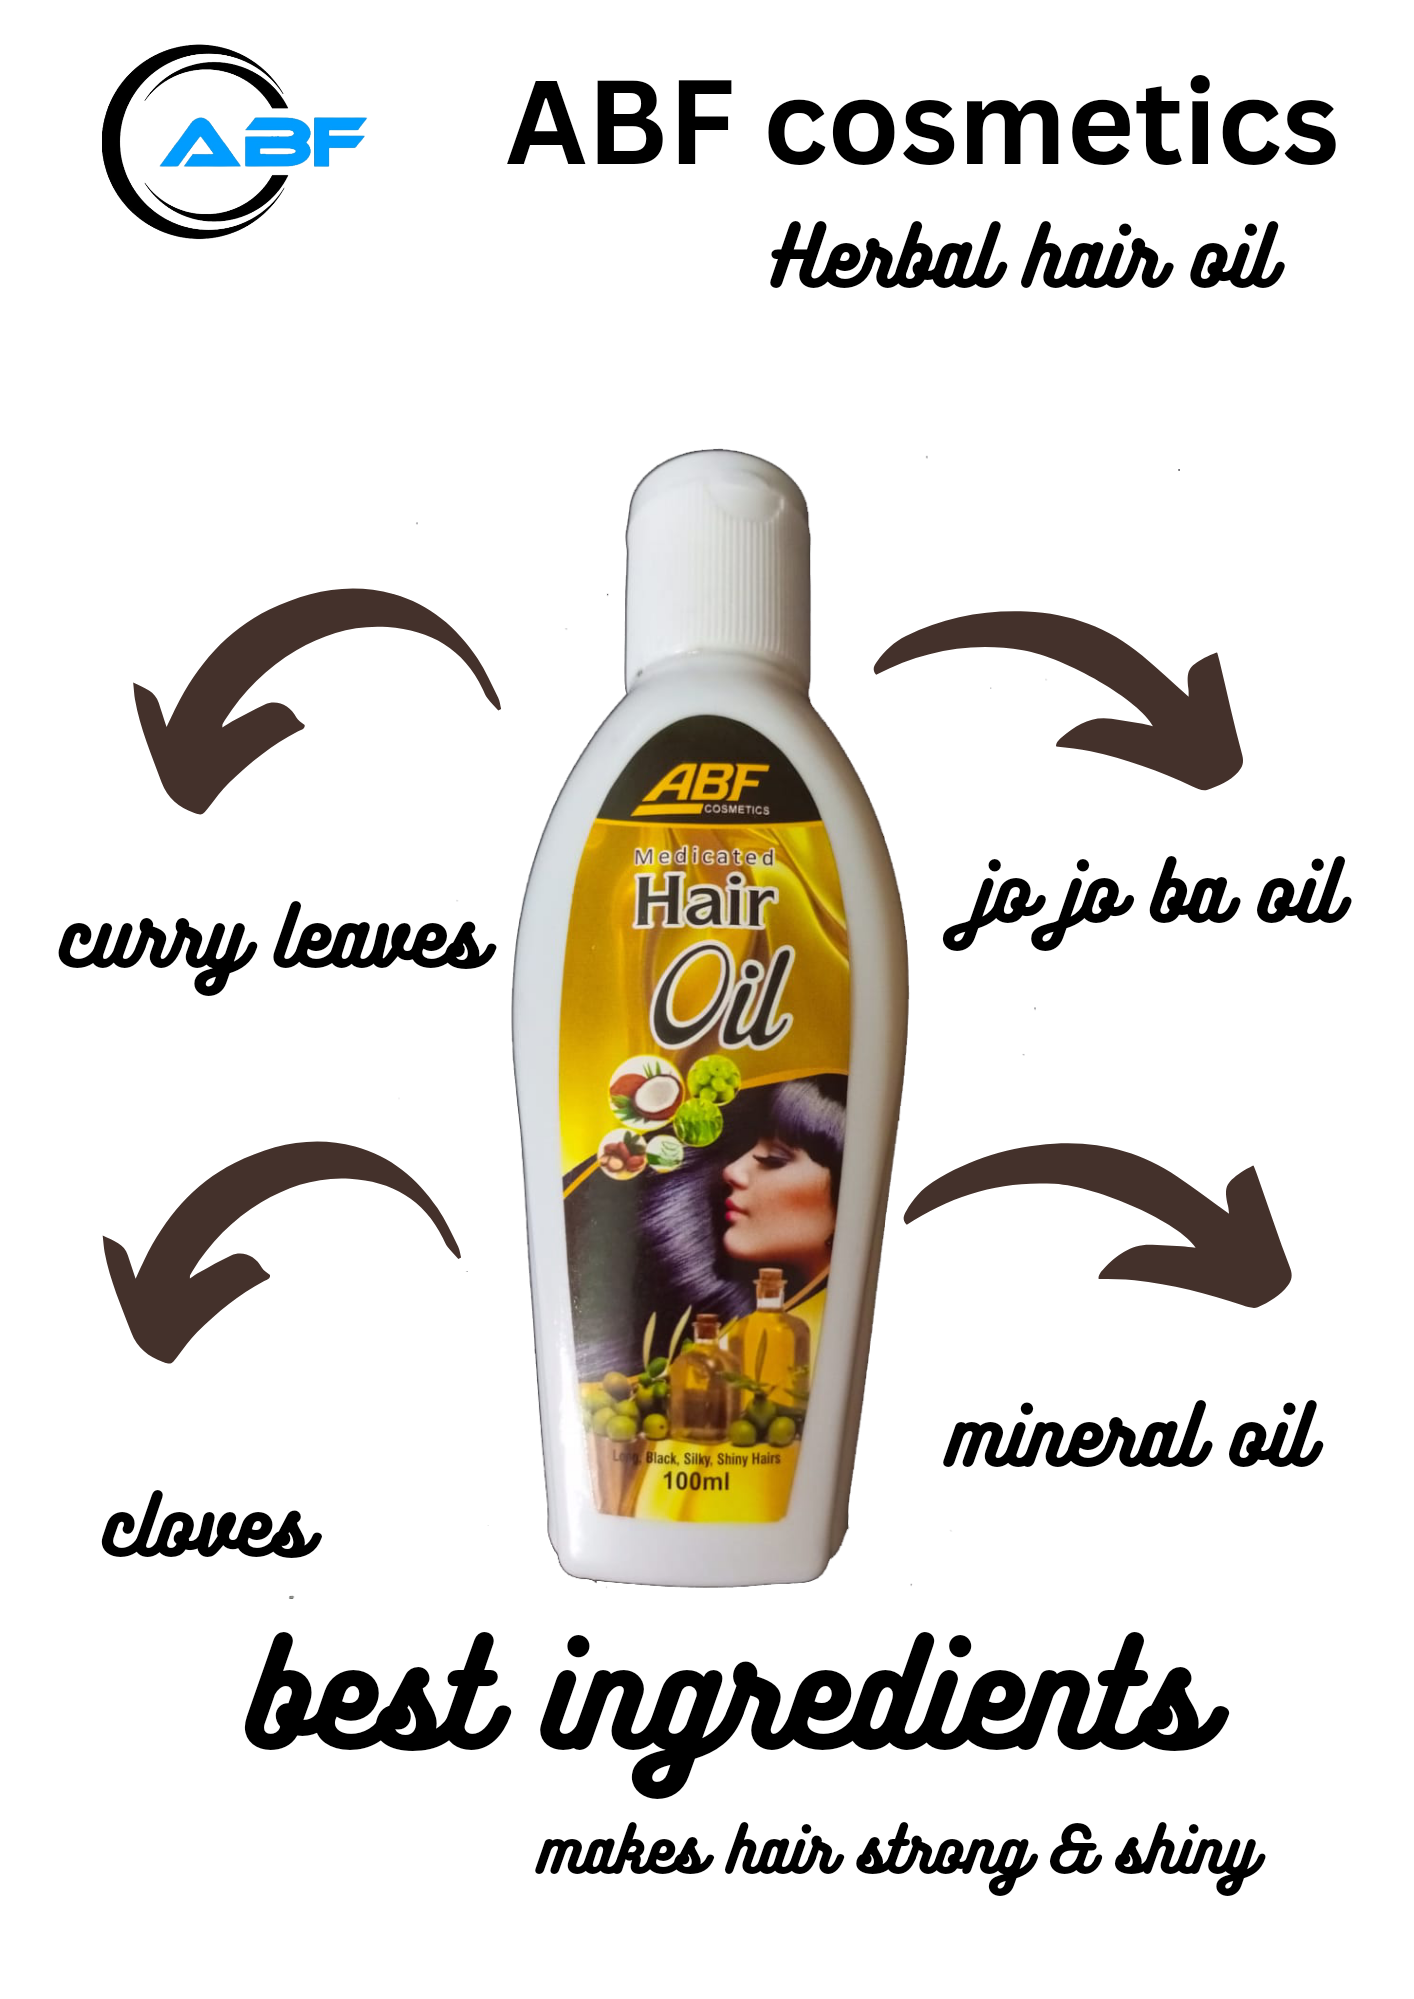 ABF
ABF cosmetics
Herbal hair oil
ABF
COSMETICS
Medicated
Hair
Oil
curry leaves
jo jo ba oil
Long, Black, Silky, Shiny Hairs
100ml
mineral oil
cloves
best ingredients
makes hair strong & shiny